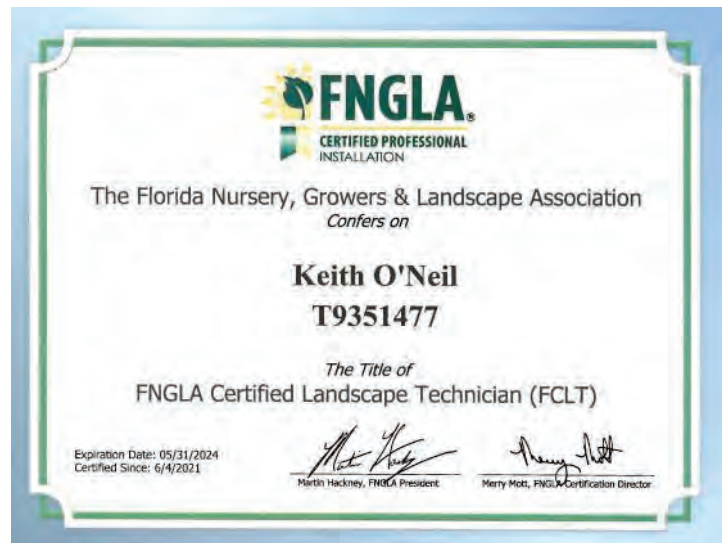 FNGLA®
CERTIFIED PROFESSIONAL
INSTALLATION
The Florida Nursery, Growers & Landscape Association
Confers on
Keith O'Neil
T9351477
The Title of
FNGLA Certified Landscape Technician (FCLT)
Expiration Date: 05/31/2024
Certified Since: 6/4/2021
Martin Hackney, FNGLA President
Merry Mott, FNGLA Certification Director